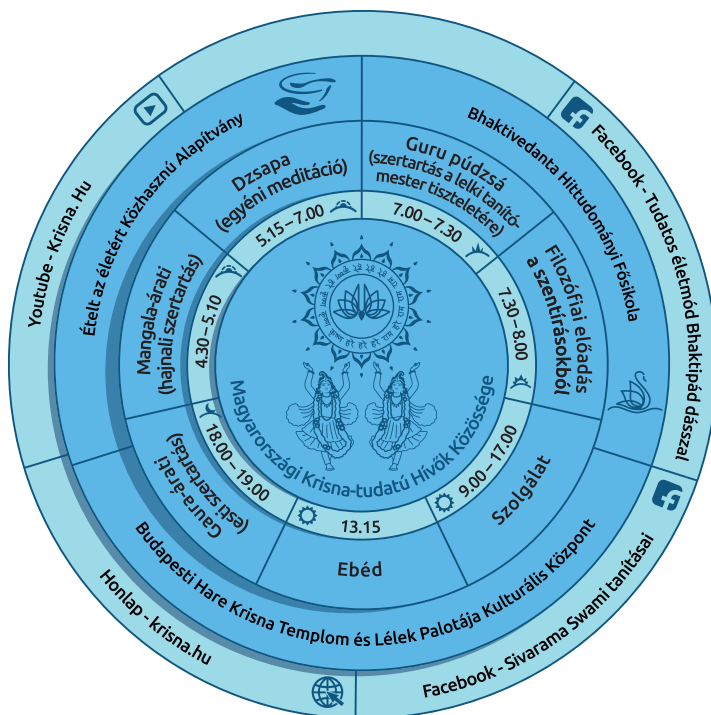 Youtube - Krisna. Hu
Facebook - Tudatos életmód Bhaktipád dásszal
Facebook - Sivarama Swami tanításai
Honlap - krisna.hu
Ételt az életért Közhasznú Alapítvány
Bhaktivedanta Hittudományi Főiskola
Budapesti Hare Krisna Templom és Lélek Palotája Kulturális Központ
Mangala-árati
(hajnali szertartás)
4.30 – 5.10
Dzsapa
(egyéni meditáció)
5.15 – 7.00
Guru púdzsá
(szertartás a lelki tanító-
mester tiszteletére)
7.00 – 7.30
Filozófiai előadás
a szentírásokból
7.30 – 8.00
Szolgálat
9.00 – 17.00
Ebéd
13.15
Gaura-árati
(esti szertartás)
18.00 – 19.00
Magyarországi Krisna-tudatú Hívők Közössége